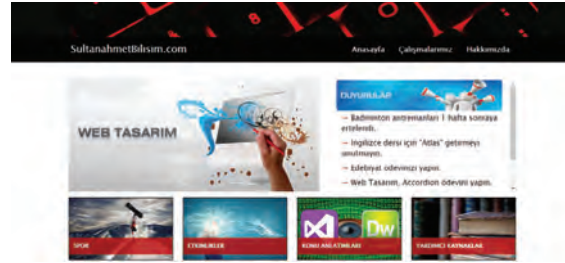 SultanahmetBilisim.com
Anasayfa Çalışmalarımız Hakkımızda
WEB TASARIM
DUYURULAR
→ Badminton antremanları 1 hafta sonraya
ertelendi.
→ İngilizce dersi için "Atlas" getirmeyi
unutmayın.
→ Edebiyat ödevinizi yapın.
→ Web Tasarım, Accordion ödevini yapın.
SPOR
ETKİNLİKLER
Dw
KONU ANLATIMLARI
YARDIMCI KAYNAKLAR